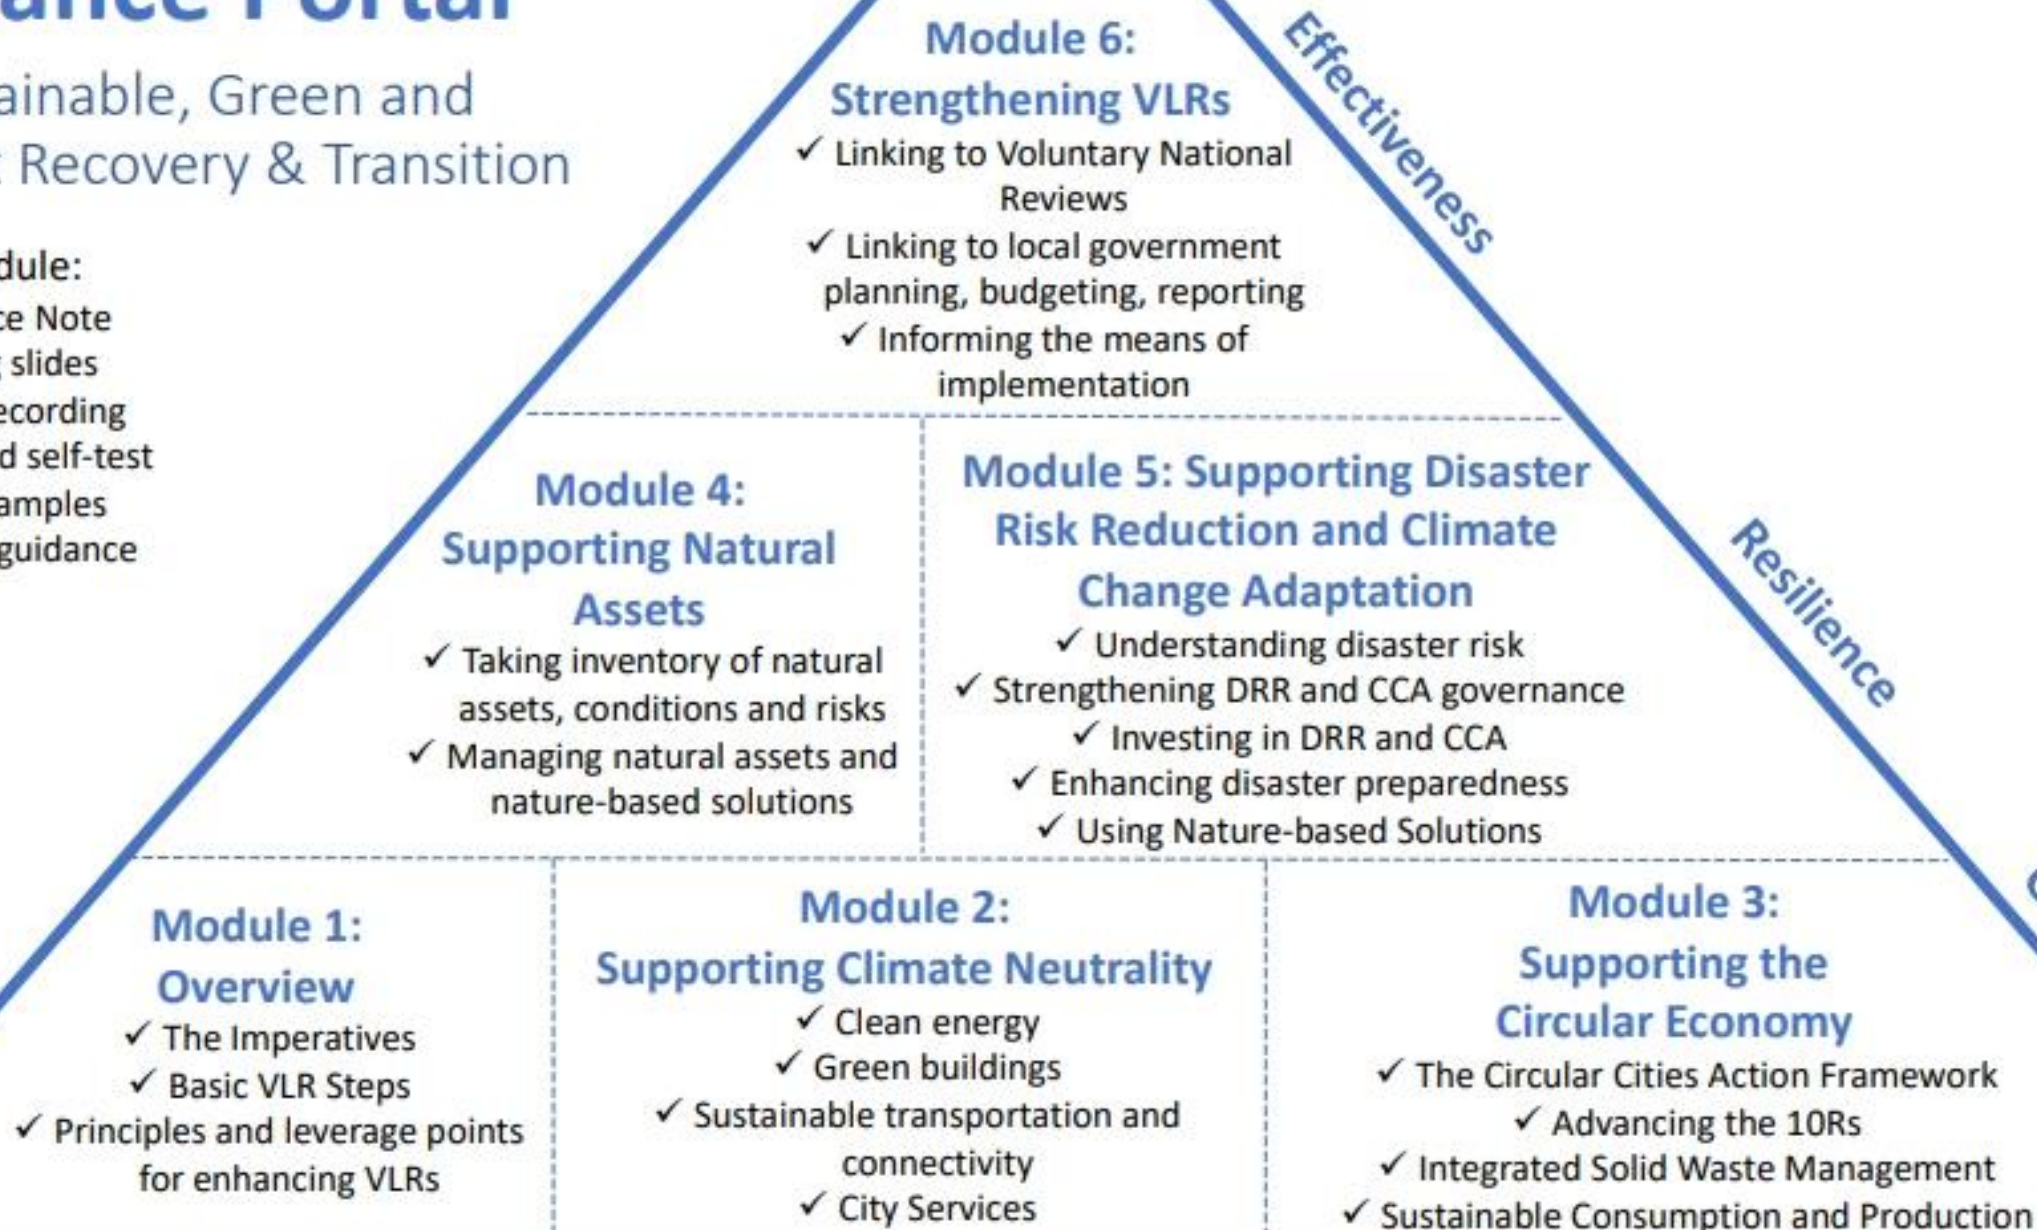 ance Portal
ainable, Green and
t Recovery & Transition
dule:
ce Note
g slides
ecording
d self-test
amples
guidance
Module 6:
Strengthening VLRs
✓ Linking to Voluntary National
Reviews
✓ Linking to local government
planning, budgeting, reporting
✓ Informing the means of
implementation
Effectiveness
Module 4:
Supporting Natural
Assets
✓ Taking inventory of natural
assets, conditions and risks
✓ Managing natural assets and
nature-based solutions
Module 5: Supporting Disaster
Risk Reduction and Climate
Change Adaptation
✓ Understanding disaster risk
✓ Strengthening DRR and CCA governance
✓ Investing in DRR and CCA
✓ Enhancing disaster preparedness
✓ Using Nature-based Solutions
Resilience
Module 1:
Overview
✓ The Imperatives
✓ Basic VLR Steps
✓ Principles and leverage points
for enhancing VLRs
Module 2:
Supporting Climate Neutrality
✓ Clean energy
✓ Green buildings
✓ Sustainable transportation and
connectivity
✓ City Services
Module 3:
Supporting the
Circular Economy
✓ The Circular Cities Action Framework
✓ Advancing the 10Rs
✓ Integrated Solid Waste Management
✓ Sustainable Consumption and Production